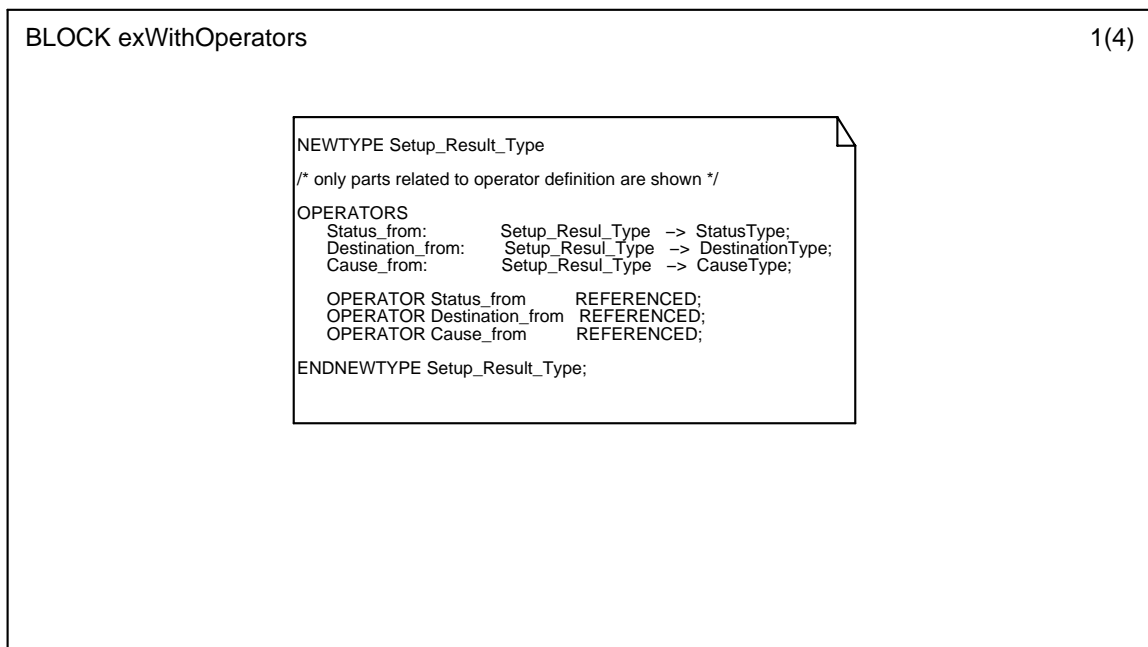 BLOCK exWithOperators 1(4)
NEWTYPE Setup_Result_Type
/* only parts related to operator definition are shown */
OPERATORS
Status_from: Setup_Resul_Type –> StatusType;
Destination_from: Setup_Resul_Type –> DestinationType;
Cause_from: Setup_Resul_Type –> CauseType;
OPERATOR Status_from REFERENCED;
OPERATOR Destination_from REFERENCED;
OPERATOR Cause_from REFERENCED;
ENDNEWTYPE Setup_Result_Type;